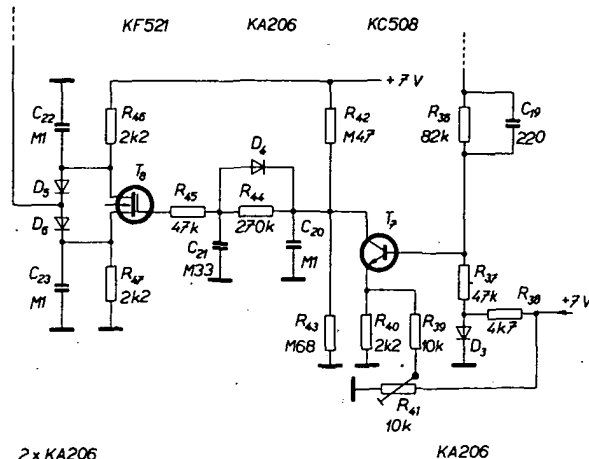 KF521 KA206 KC508
+7V
C22
M1
R46
2k2
R42
M47
R36
82k
C19
220
D4
D5
D6
T8
R45
47k
R44
270k
C20
M1
T7
C21
M33
C23
M1
R47
2k2
R37
47k
R38
4k7
+7V
R43
M68
R40
2k2
R39
10k
D3
R41
10k
2 x KA206 KA206